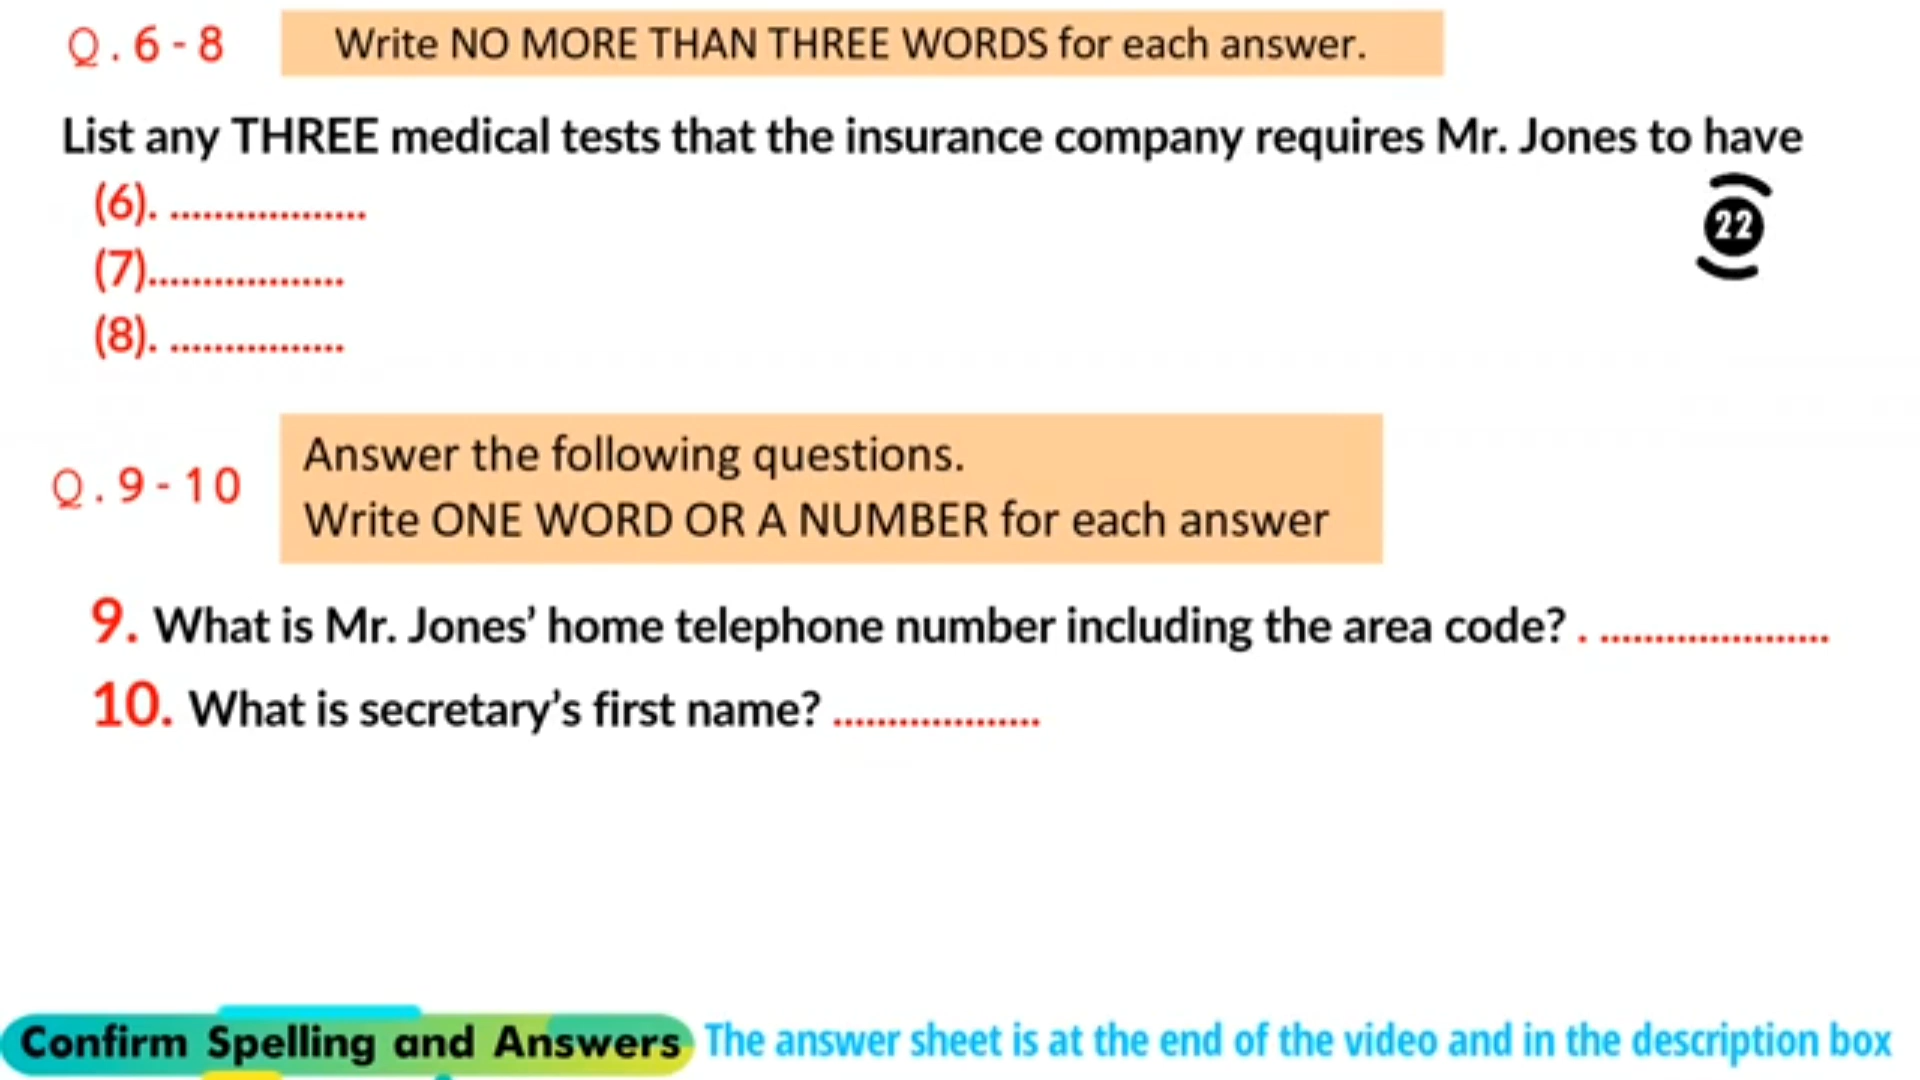 Q.6-8
Write NO MORE THAN THREE WORDS for each answer.
List any THREE medical tests that the insurance company requires Mr. Jones to have
(6). ..................
22
(7)..................
(8). ................
Q.9-10
Answer the following questions.
Write ONE WORD OR A NUMBER for each answer
9. What is Mr. Jones’ home telephone number including the area code? . .....................
10. What is secretary’s first name? ...................
Confirm Spelling and Answers The answer sheet is at the end of the video and in the description box